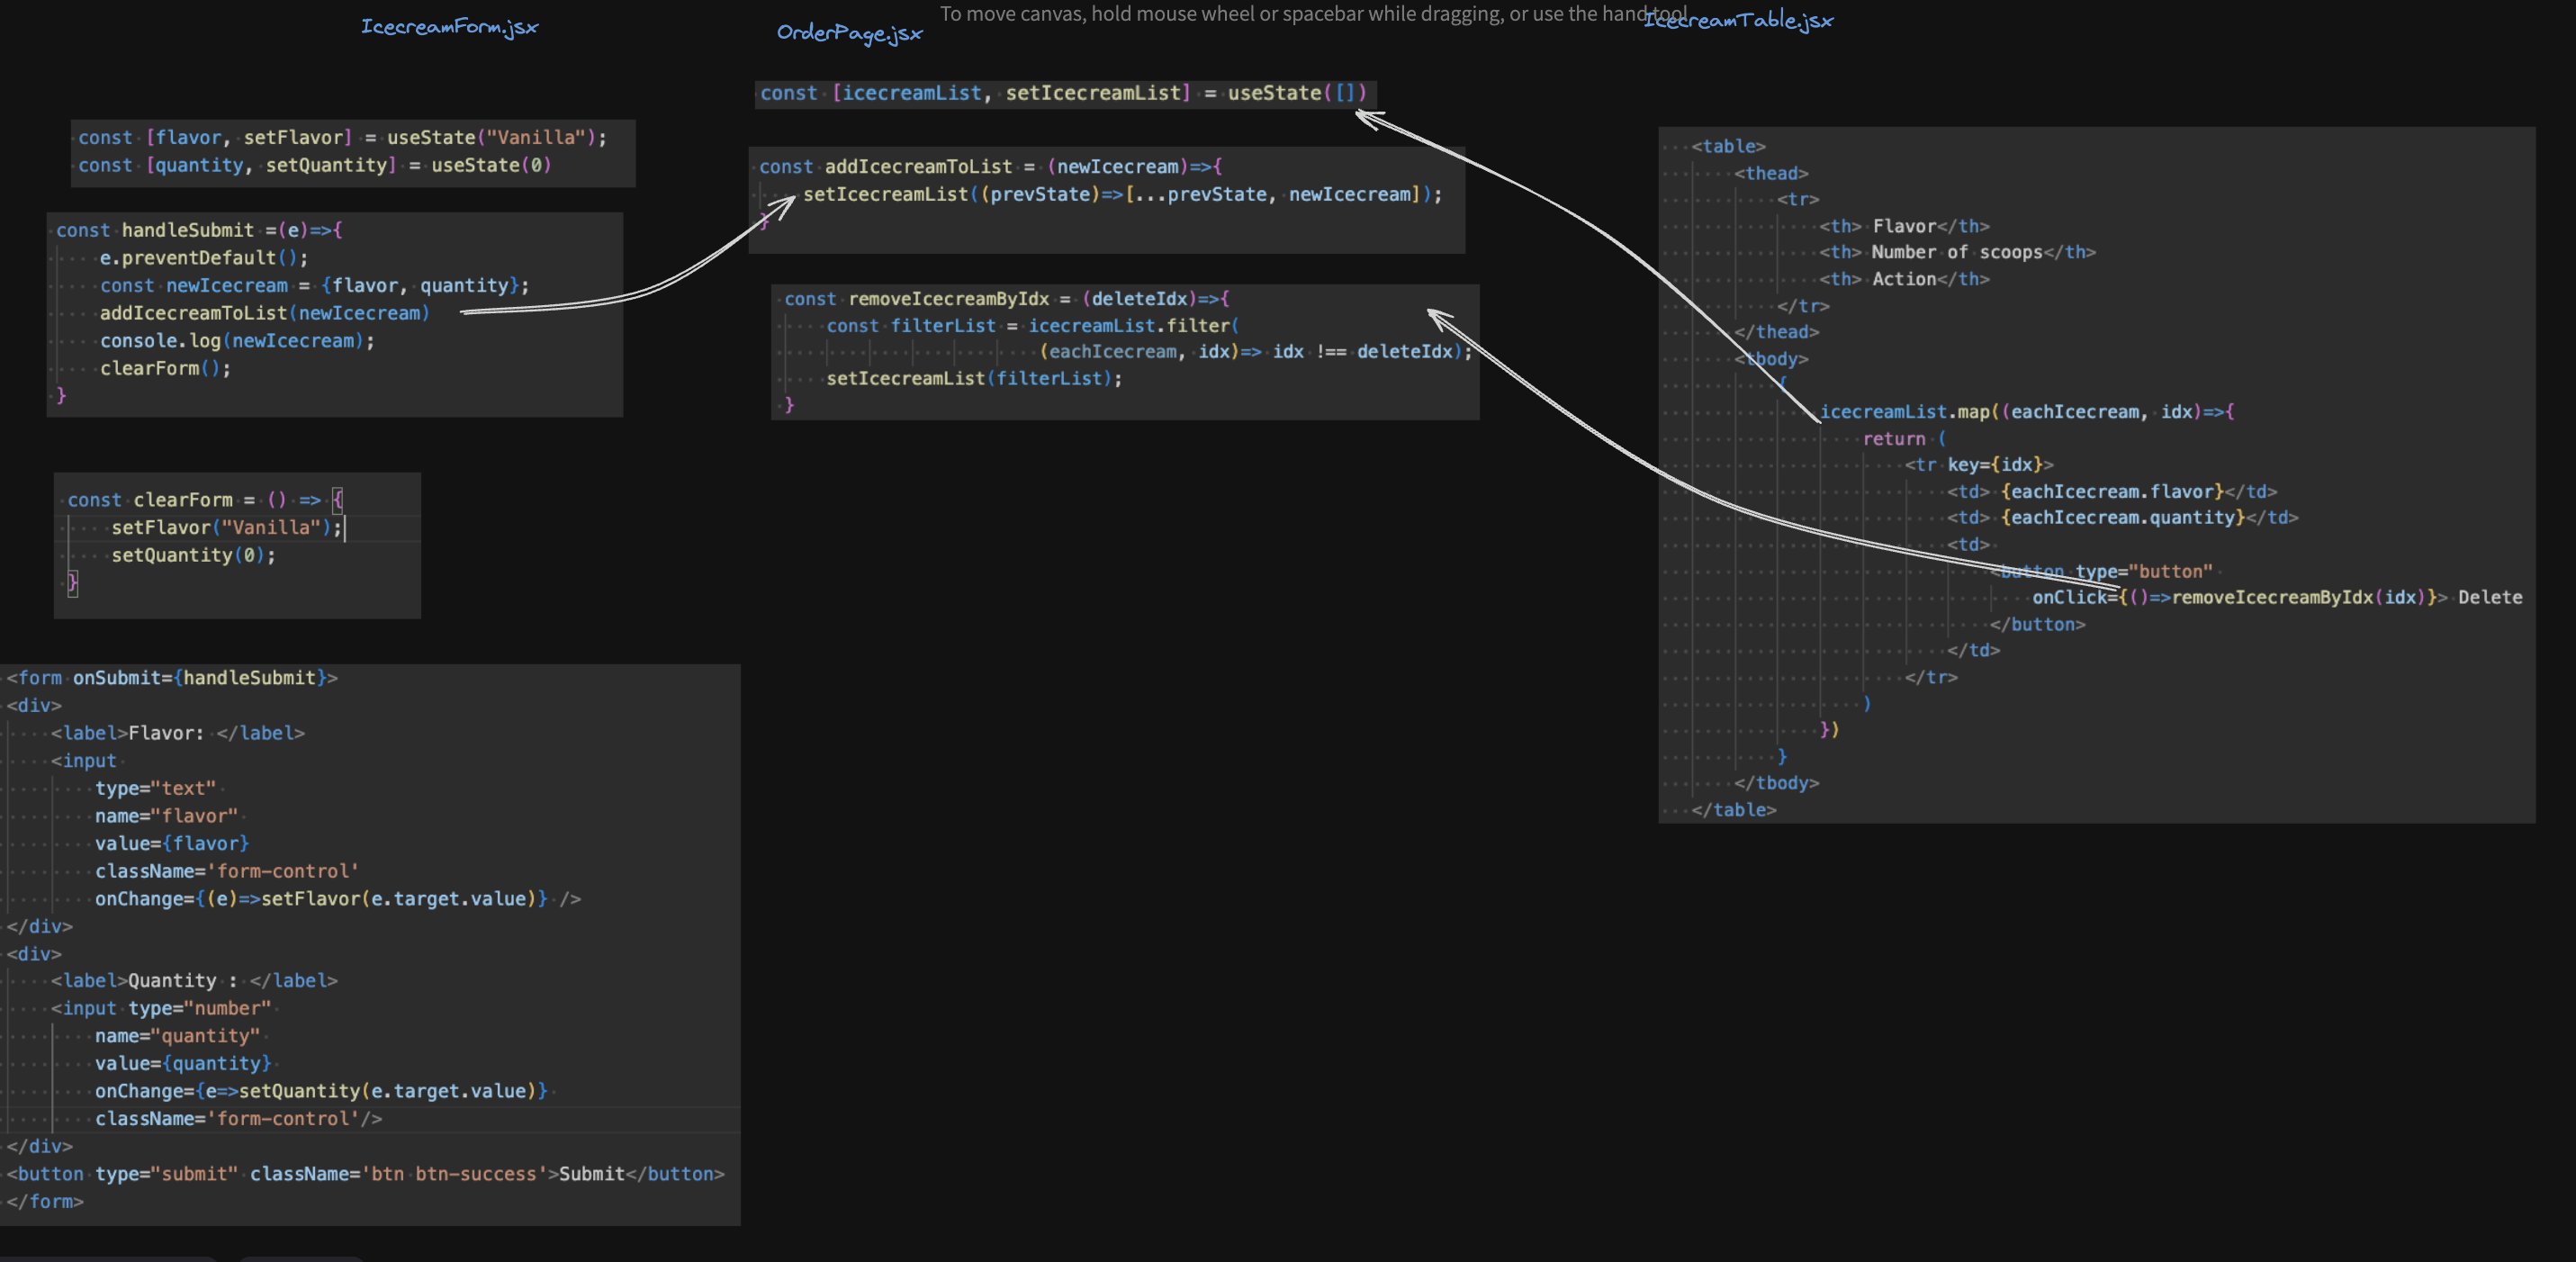 To move canvas, hold mouse wheel or spacebar while dragging, or use the hand tool
IcecreamForm.jsx
const [flavor, setFlavor] = useState("Vanilla");
const [quantity, setQuantity] = useState(0)
const handleSubmit =(e)=>{
e.preventDefault();
const newIcecream = {flavor, quantity};
addIcecreamToList(newIcecream)
console.log(newIcecream);
clearForm();
}
const clearForm = () => {
setFlavor("Vanilla");
setQuantity(0);
}
<form onSubmit={handleSubmit}>
<div>
<label>Flavor: </label>
<input
type="text"
name="flavor"
value={flavor}
className='form-control'
onChange={(e)=>setFlavor(e.target.value)} />
</div>
<div>
<label>Quantity : </label>
<input type="number"
name="quantity"
value={quantity}
onChange={e=>setQuantity(e.target.value)}
className='form-control'/>
</div>
<button type="submit" className='btn btn-success'>Submit</button>
</form>
OrderPage.jsx
const [icecreamList, setIcecreamList] = useState([])
const addIcecreamToList = (newIcecream)=>{
setIcecreamList((prevState)=>[...prevState, newIcecream]);
}
const removeIcecreamByIdx = (deleteIdx)=>{
const filterList = icecreamList.filter(
(eachIcecream, idx)=> idx !== deleteIdx);
setIcecreamList(filterList);
}
IcecreamTable.jsx
<table>
<thead>
<tr>
<th> Flavor</th>
<th> Number of scoops</th>
<th> Action</th>
</tr>
</thead>
<tbody>
{
icecreamList.map((eachIcecream, idx)=>{
return (
<tr key={idx}>
<td> {eachIcecream.flavor}</td>
<td> {eachIcecream.quantity}</td>
<td>
<button type="button"
onClick={()=>removeIcecreamByIdx(idx)}> Delete
</button>
</td>
</tr>
)
})
}
</tbody>
</table>